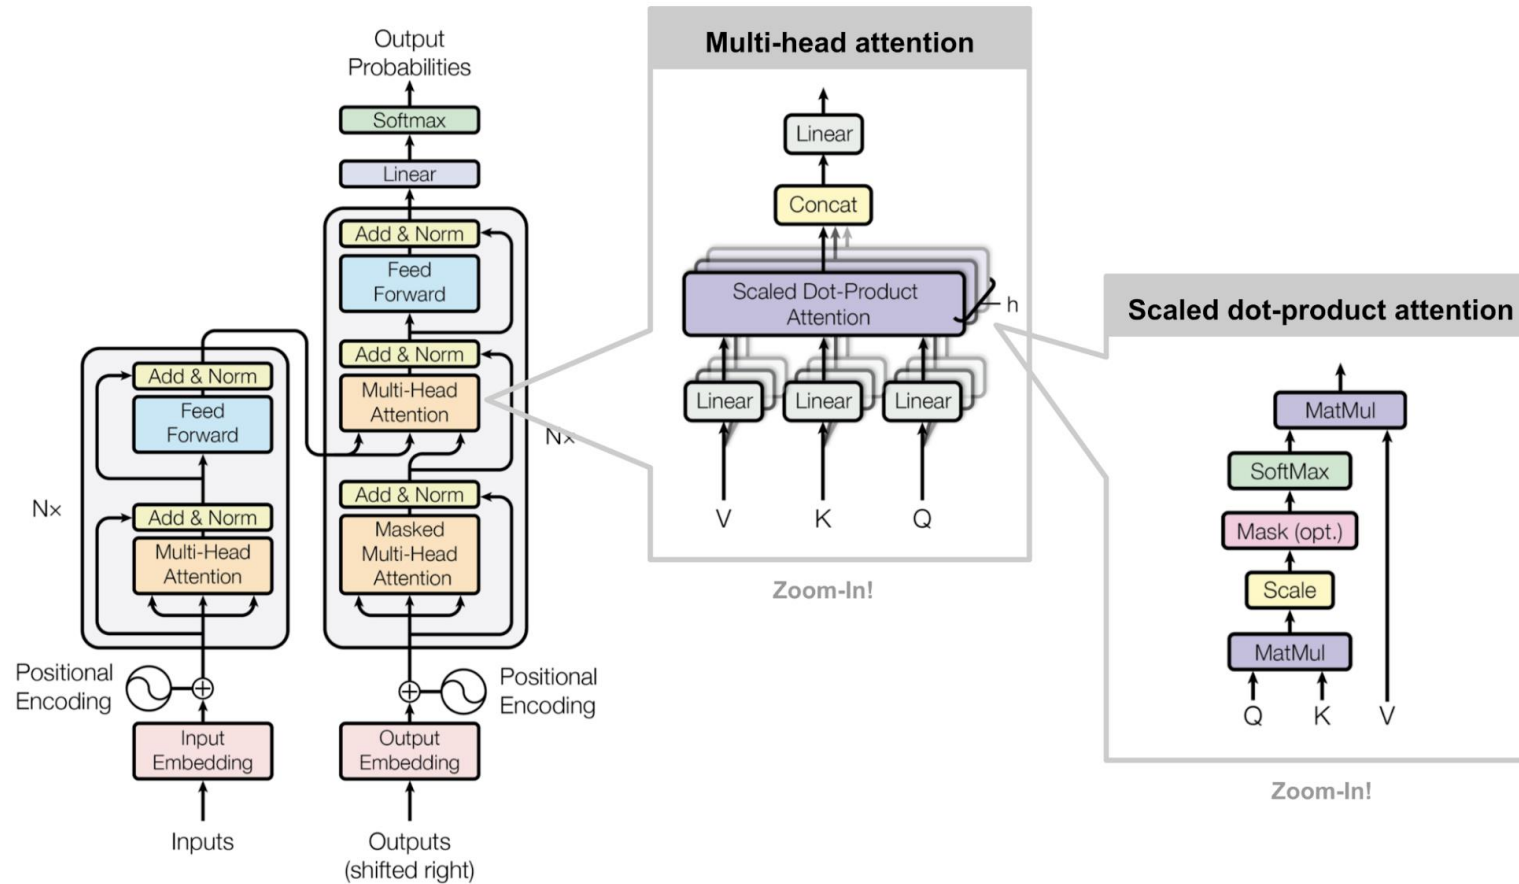 Output
Probabilities
Softmax
Linear
Add & Norm
Feed
Forward
Add & Norm
Multi-Head
Attention
Nx
Add & Norm
Masked
Multi-Head
Attention
Positional
Encoding
Output
Embedding
Outputs
(shifted right)
Add & Norm
Feed
Forward
Nx
Add & Norm
Multi-Head
Attention
Positional
Encoding
Input
Embedding
Inputs
Multi-head attention
Linear
Concat
Scaled Dot-Product
Attention
h
Linear Linear Linear
V K Q
Zoom-In!
Scaled dot-product attention
MatMul
SoftMax
Mask (opt.)
Scale
MatMul
Q K V
Zoom-In!